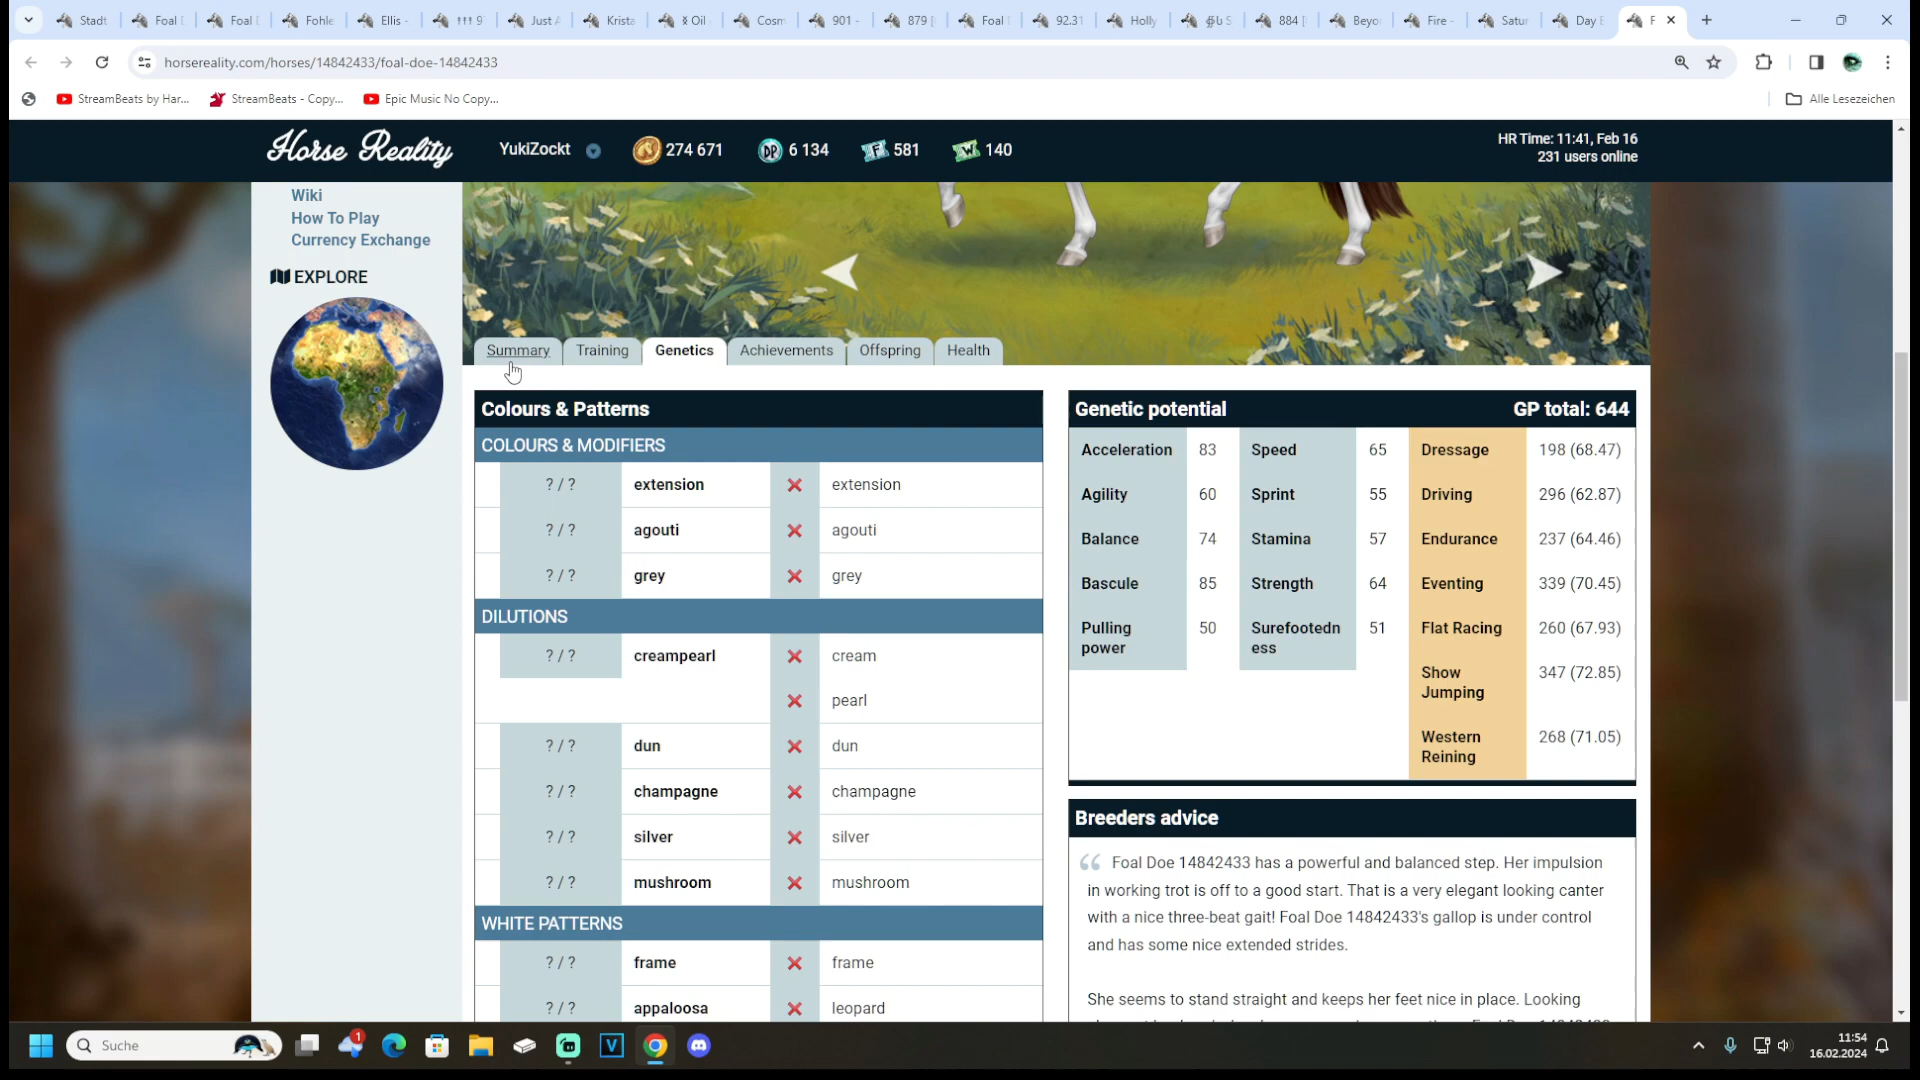 Stadt
Foal
Foal
Fohle
Ellis -
Just
Krista
Oil
Cosm
901 -
879
Foal
92.31
Holly
884
Beyo
Fire -
Satur
Day
F
horsereality.com/horses/14842433/foal-doe-14842433
StreamBeats by Har...
StreamBeats - Copy...
Epic Music No Copy...
Alle Lesezeichen
Horse Reality
YukiZockt
274 671
DP 6 134
F 581
W 140
HR Time: 11:41, Feb 16
231 users online
Wiki
How To Play
Currency Exchange
EXPLORE
Summary
Training
Genetics
Achievements
Offspring
Health
Colours & Patterns
COLOURS & MODIFIERS
? / ? extension extension
? / ? agouti agouti
? / ? grey grey
DILUTIONS
? / ? creampearl cream
pearl
? / ? dun dun
? / ? champagne champagne
? / ? silver silver
? / ? mushroom mushroom
WHITE PATTERNS
? / ? frame frame
? / ? appaloosa leopard
Genetic potential GP total: 644
Acceleration 83
Agility 60
Balance 74
Bascule 85
Pulling
power
50
Speed 65
Sprint 55
Stamina 57
Strength 64
Surefootedn
ess
51
Dressage 198 (68.47)
Driving 296 (62.87)
Endurance 237 (64.46)
Eventing 339 (70.45)
Flat Racing 260 (67.93)
Show
Jumping
347 (72.85)
Western
Reining
268 (71.05)
Breeders advice
“ Foal Doe 14842433 has a powerful and balanced step. Her impulsion
in working trot is off to a good start. That is a very elegant looking canter
with a nice three-beat gait! Foal Doe 14842433's gallop is under control
and has some nice extended strides.
She seems to stand straight and keeps her feet nice in place. Looking
Suche
1
V
11:54
16.02.2024